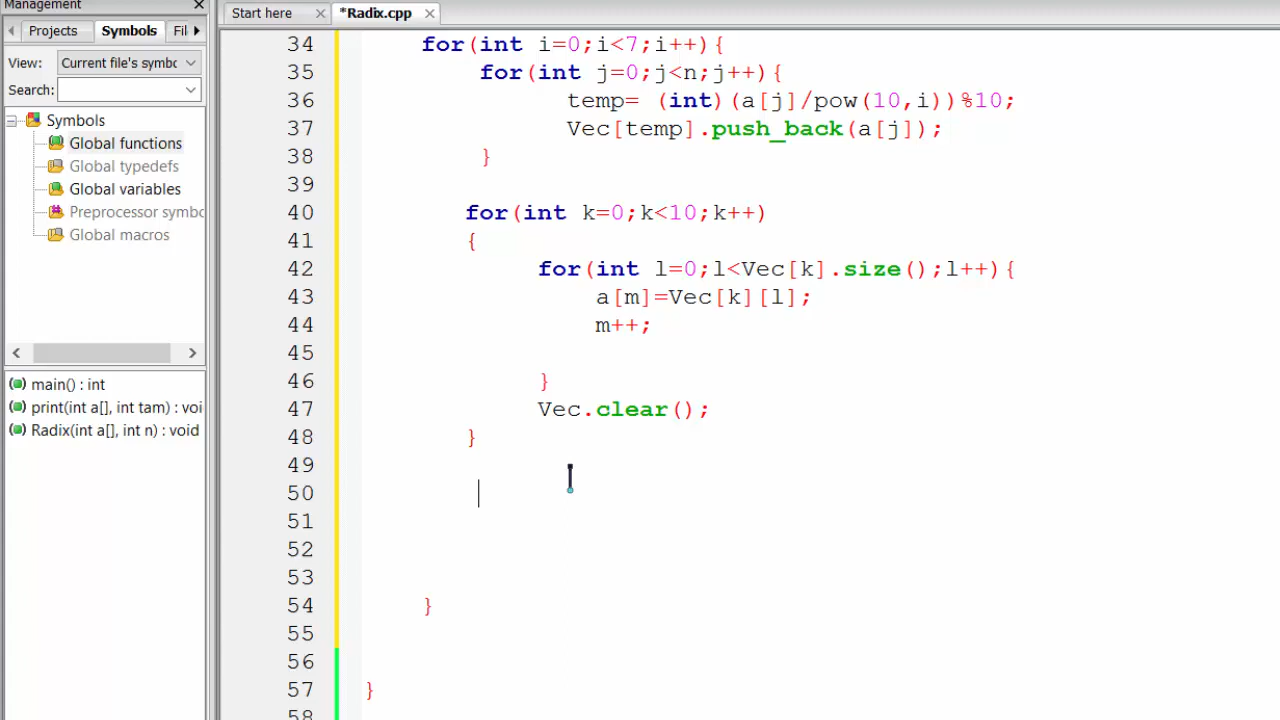 Management
Projects
Symbols
Fil
View:
Current file's symbc
Search:
Symbols
Global functions
Global typedefs
Global variables
Preprocessor symbo
Global macros
main() : int
print(int a[], int tam) : voi
Radix(int a[], int n) : void
Start here
*Radix.cpp
34 for(int i=0;i<7;i++){
35 for(int j=0;j<n;j++){
36 temp= (int)(a[j]/pow(10,i))%10;
37 Vec[temp].push_back(a[j]);
38 }
39
40 for(int k=0;k<10;k++)
41 {
42 for(int l=0;l<Vec[k].size();l++){
43 a[m]=Vec[k][l];
44 m++;
45
46 }
47 Vec.clear();
48 }
49
50
51
52
53
54 }
55
56
57 }
58